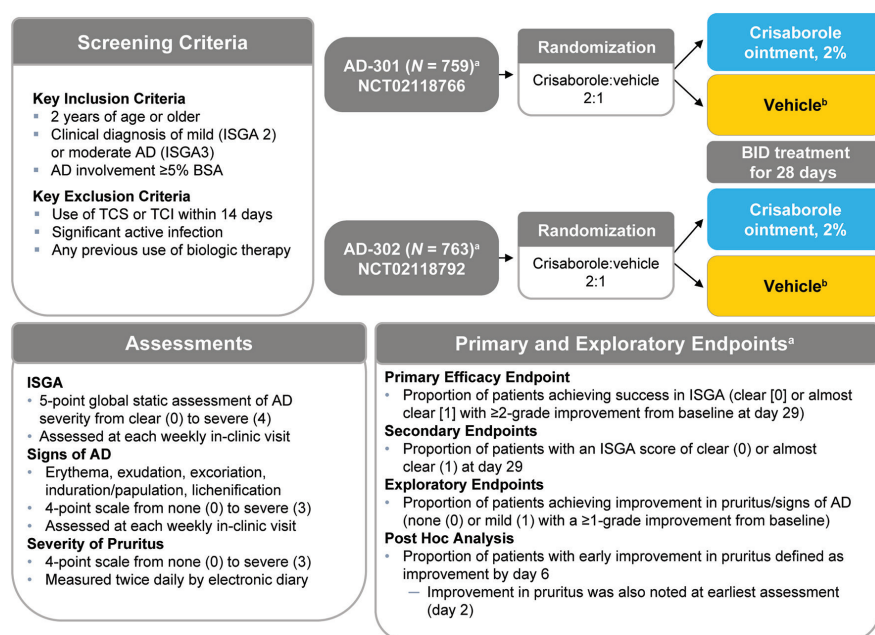 Screening Criteria
Key Inclusion Criteria
▪ 2 years of age or older
▪ Clinical diagnosis of mild (ISGA 2)
or moderate AD (ISGA3)
▪ AD involvement ≥5% BSA
Key Exclusion Criteria
▪ Use of TCS or TCI within 14 days
▪ Significant active infection
▪ Any previous use of biologic therapy
AD-301 (N = 759)ᵃ
NCT02118766
Randomization
Crisaborole:vehicle
2:1
Crisaborole
ointment, 2%
Vehicleᵇ
BID treatment
for 28 days
AD-302 (N = 763)ᵃ
NCT02118792
Randomization
Crisaborole:vehicle
2:1
Crisaborole
ointment, 2%
Vehicleᵇ
Assessments
ISGA
• 5-point global static assessment of AD
severity from clear (0) to severe (4)
• Assessed at each weekly in-clinic visit
Signs of AD
• Erythema, exudation, excoriation,
induration/papulation, lichenification
• 4-point scale from none (0) to severe (3)
• Assessed at each weekly in-clinic visit
Severity of Pruritus
• 4-point scale from none (0) to severe (3)
• Measured twice daily by electronic diary
Primary and Exploratory Endpointsᵃ
Primary Efficacy Endpoint
• Proportion of patients achieving success in ISGA (clear [0] or almost
clear [1] with ≥2-grade improvement from baseline at day 29)
Secondary Endpoints
• Proportion of patients with an ISGA score of clear (0) or almost
clear (1) at day 29
Exploratory Endpoints
• Proportion of patients achieving improvement in pruritus/signs of AD
(none (0) or mild (1) with a ≥1-grade improvement from baseline)
Post Hoc Analysis
• Proportion of patients with early improvement in pruritus defined as
improvement by day 6
— Improvement in pruritus was also noted at earliest assessment
(day 2)